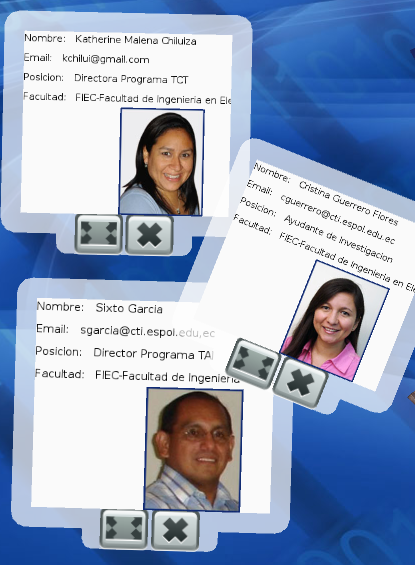 Nombre: Katherine Malena Chiluiza
Email: kchilui@gmail.com
Posicion: Directora Programa TCT
Facultad: FIEC-Facultad de Ingenieria en Ele
Nombre: Cristina Guerrero Flores
Email: cguerrero@cti.espol.edu.ec
Posicion: Ayudante de Investigacion
Facultad: FIEC-Facultad de Ingenieria en Ele
Nombre: Sixto Garcia
Email: sgarcia@cti.espol.edu.ec
Posicion: Director Programa TA
Facultad: FIEC-Facultad de Ingenieria